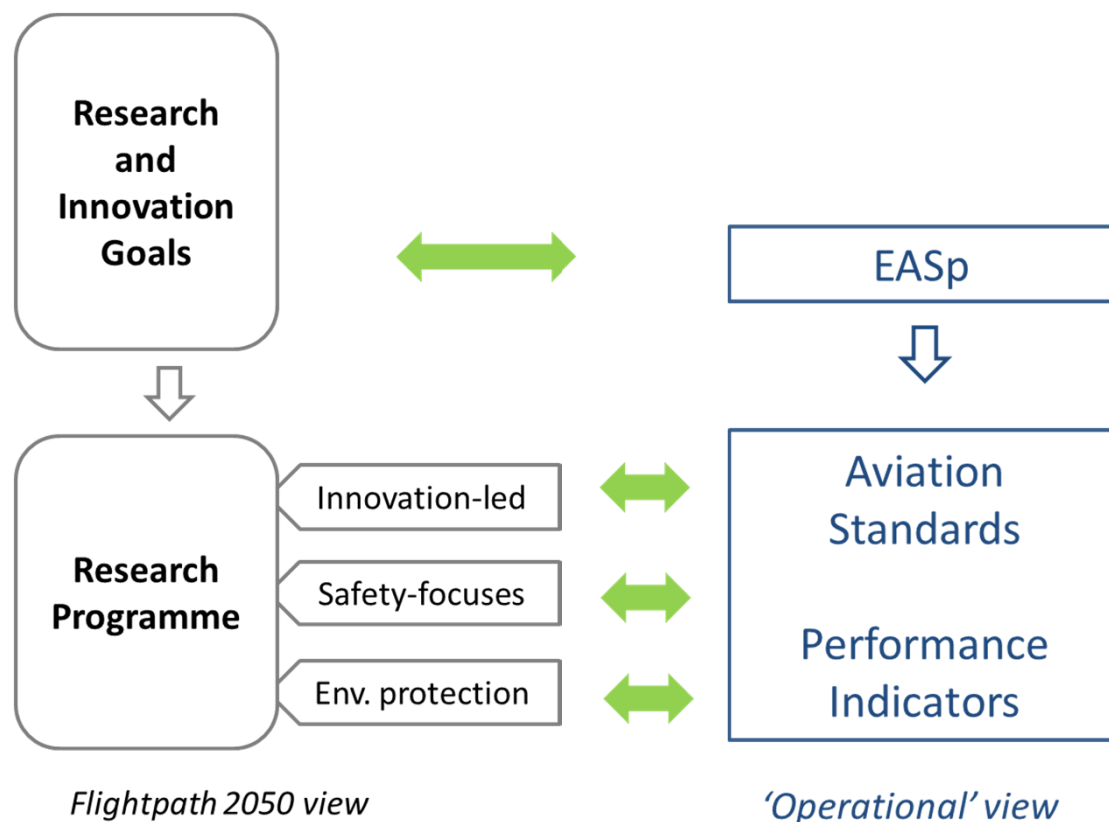 Research
and
Innovation
Goals
EASp
Research
Programme
Innovation-led
Safety-focuses
Env. protection
Aviation
Standards
Performance
Indicators
Flightpath 2050 view
‘Operational’ view